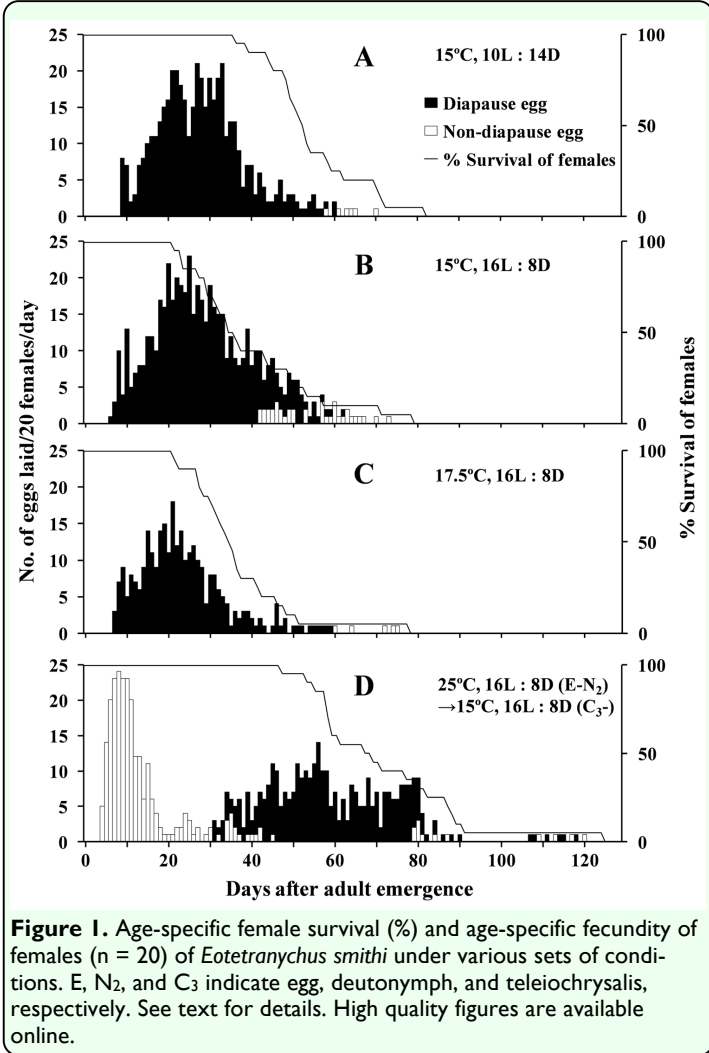 25
20
15
10
5
0
A
15ºC, 10L : 14D
Diapause egg
Non-diapause egg
% Survival of females
100
50
0
25
20
15
10
5
0
B
15ºC, 16L : 8D
100
50
0
25
20
15
10
5
0
C
17.5ºC, 16L : 8D
100
50
0
25
20
15
10
5
0
D
25ºC, 16L : 8D (E-N2)
→15ºC, 16L : 8D (C3-)
100
50
0
No. of eggs laid/20 females/day
% Survival of females
0 20 40 60 80 100 120
Days after adult emergence
Figure 1. Age-specific female survival (%) and age-specific fecundity of
females (n = 20) of Eotetranychus smithi under various sets of condi-
tions. E, N2, and C3 indicate egg, deutonymph, and teleiochrysalis,
respectively. See text for details. High quality figures are available
online.